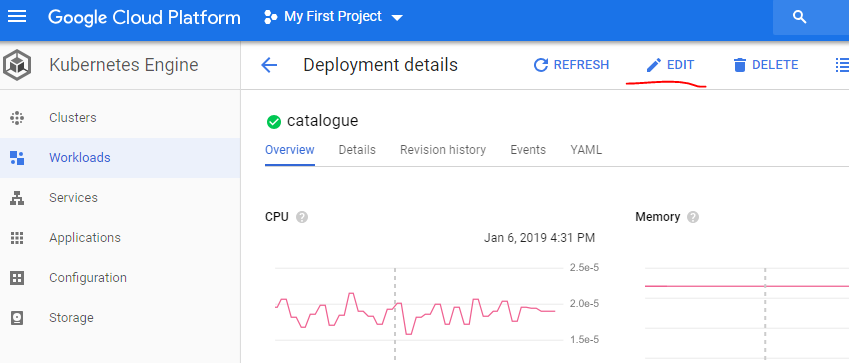 Google Cloud Platform
My First Project
Kubernetes Engine
Deployment details
REFRESH
EDIT
DELETE
Clusters
Workloads
Services
Applications
Configuration
Storage
catalogue
Overview Details Revision history Events YAML
CPU ?
Jan 6, 2019 4:31 PM
2.5e-5
2.0e-5
1.5e-5
Memory ?